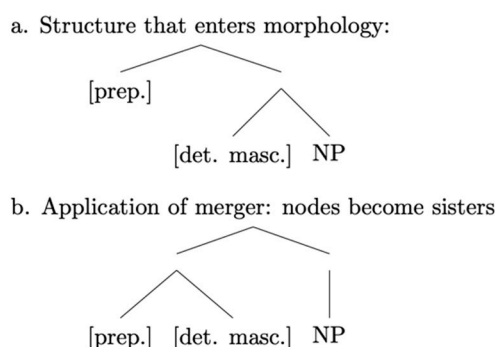 a. Structure that enters morphology:
[prep.]
[det. masc.] NP
b. Application of merger: nodes become sisters
[prep.] [det. masc.] NP